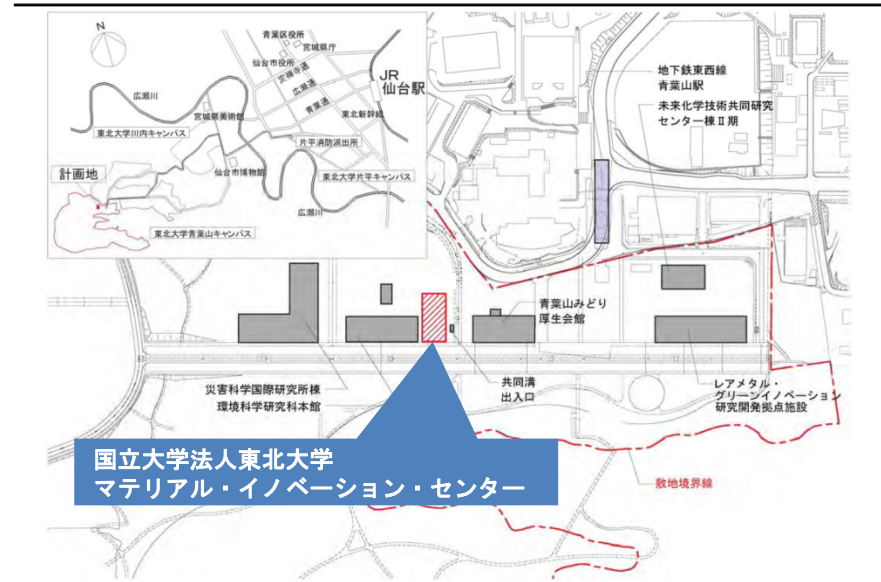 N
青葉区役所
宮城県庁
仙台市役所
定禅寺通
JR
仙台駅
広瀬通
広瀬川
青葉通
宮城県美術館
東北新幹線
東北大学川内キャンパス
片平消防派出所
計画地
仙台市博物館
東北大学片平キャンパス
広瀬川
東北大学青葉山キャンパス
地下鉄東西線
青葉山駅
未来化学技術共同研究
センター棟Ⅱ期
青葉山みどり
厚生会館
災害科学国際研究所棟
環境科学研究科本館
共同溝
出入口
レアメタル・
グリーンイノベーション
研究開発拠点施設
国立大学法人東北大学
マテリアル・イノベーション・センター
敷地境界線